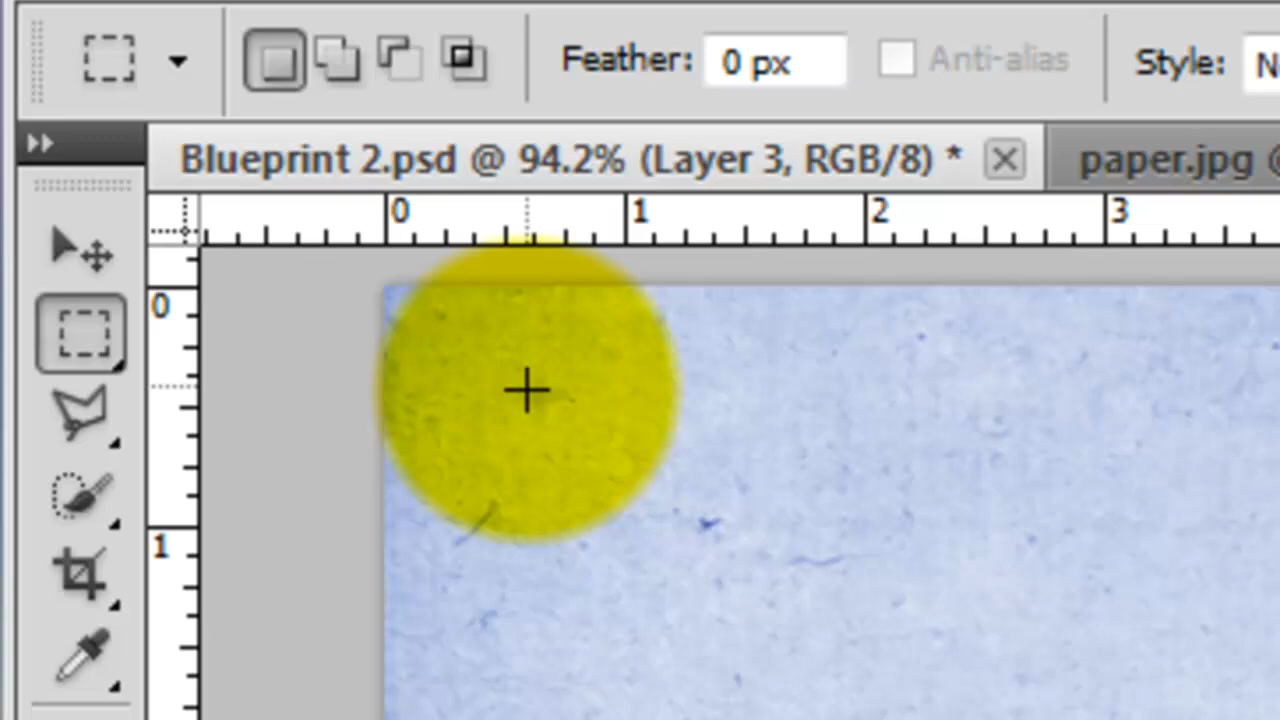 Feather: 0 px Anti-alias Style: N
Blueprint 2.psd @ 94.2% (Layer 3, RGB/8) * paper.jpg @
0 1 2 3
0
1